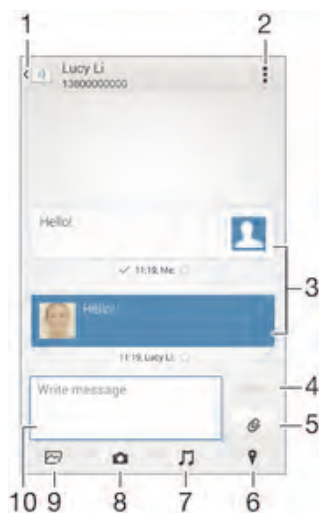 1 2
Lucy Li
13800000000
Hello!
11:19, Me
3
Hello!
11:19, Lucy Li
Write message
4
5
10 9 8 7 6